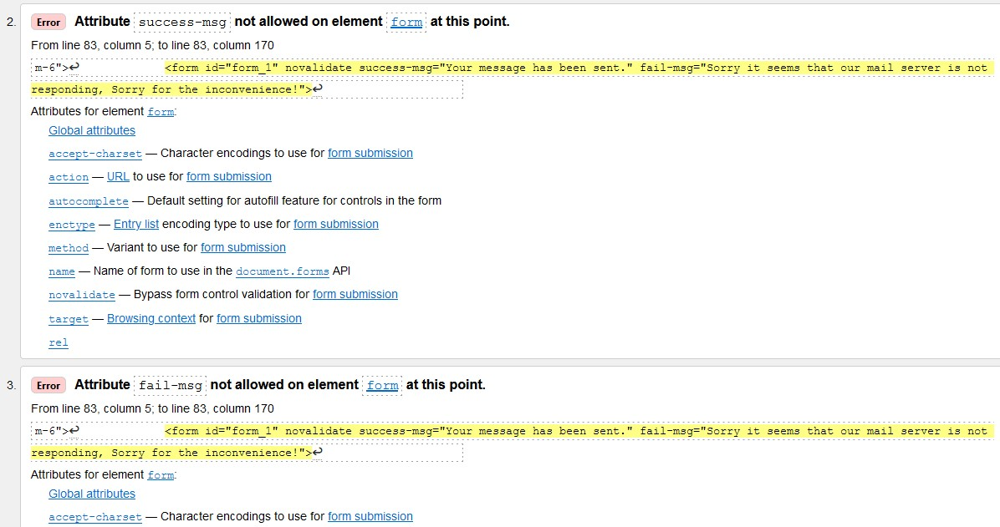 2. Error Attribute success-msg not allowed on element form at this point.
From line 83, column 5; to line 83, column 170
m-6">↩ <form id="form_1" novalidate success-msg="Your message has been sent." fail-msg="Sorry it seems that our mail server is not
responding, Sorry for the inconvenience!">↩
Attributes for element form:
Global attributes
accept-charset — Character encodings to use for form submission
action — URL to use for form submission
autocomplete — Default setting for autofill feature for controls in the form
enctype — Entry list encoding type to use for form submission
method — Variant to use for form submission
name — Name of form to use in the document.forms API
novalidate — Bypass form control validation for form submission
target — Browsing context for form submission
rel
3. Error Attribute fail-msg not allowed on element form at this point.
From line 83, column 5; to line 83, column 170
m-6">↩ <form id="form_1" novalidate success-msg="Your message has been sent." fail-msg="Sorry it seems that our mail server is not
responding, Sorry for the inconvenience!">↩
Attributes for element form:
Global attributes
accept-charset — Character encodings to use for form submission